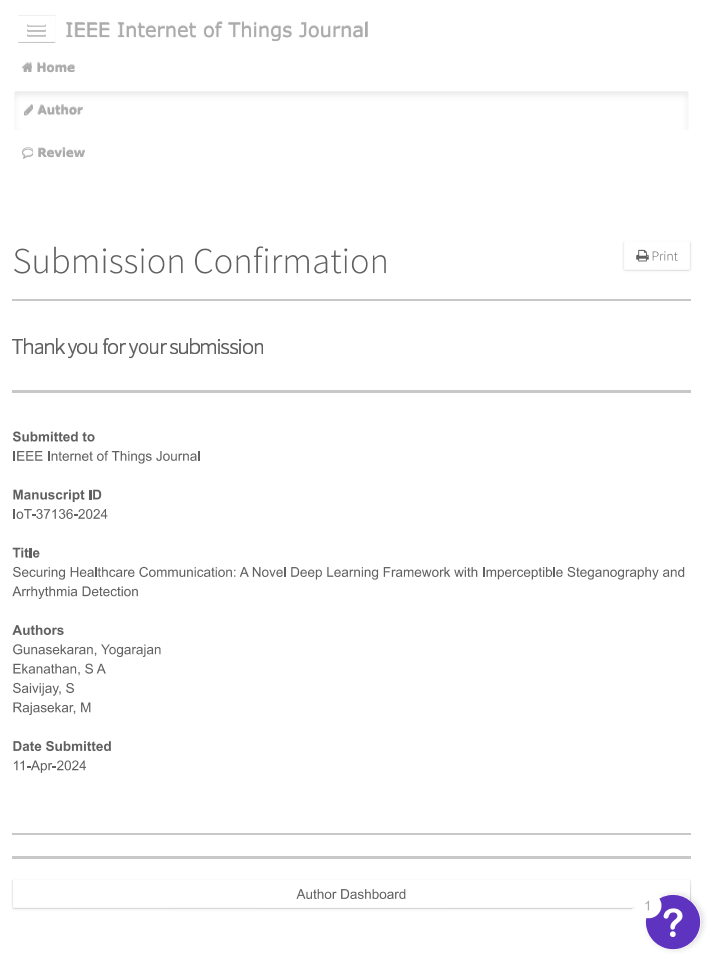 IEEE Internet of Things Journal
Home
Author
Review
Submission Confirmation
Print
Thank you for your submission
Submitted to
IEEE Internet of Things Journal
Manuscript ID
IoT-37136-2024
Title
Securing Healthcare Communication: A Novel Deep Learning Framework with Imperceptible Steganography and
Arrhythmia Detection
Authors
Gunasekaran, Yogarajan
Ekanathan, S A
Saivijay, S
Rajasekar, M
Date Submitted
11-Apr-2024
Author Dashboard
1
?